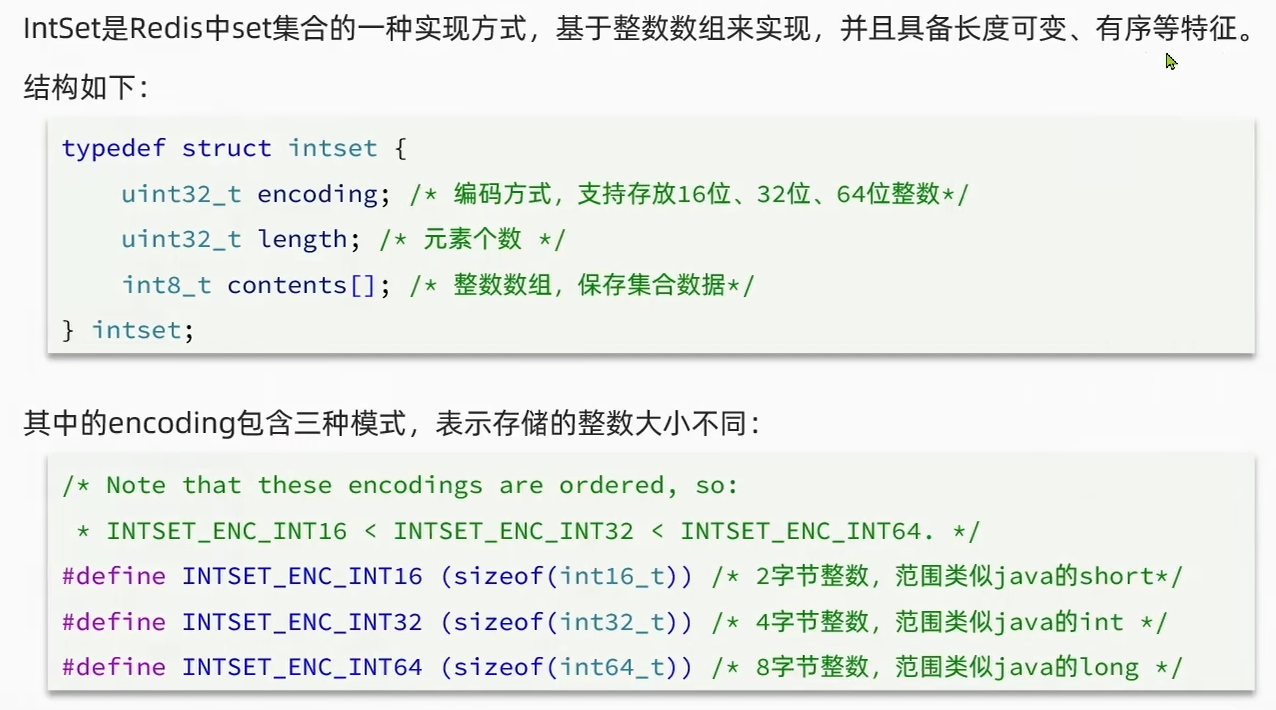 IntSet是Redis中set集合的一种实现方式，基于整数数组来实现，并且具备长度可变、有序等特征。
结构如下：
typedef struct intset {
    uint32_t encoding; /* 编码方式，支持存放16位、32位、64位整数*/
    uint32_t length; /* 元素个数 */
    int8_t contents[]; /* 整数数组，保存集合数据*/
} intset;
其中的encoding包含三种模式，表示存储的整数大小不同：
/* Note that these encodings are ordered, so:
 * INTSET_ENC_INT16 < INTSET_ENC_INT32 < INTSET_ENC_INT64. */
#define INTSET_ENC_INT16 (sizeof(int16_t)) /* 2字节整数，范围类似java的short*/
#define INTSET_ENC_INT32 (sizeof(int32_t)) /* 4字节整数，范围类似java的int */
#define INTSET_ENC_INT64 (sizeof(int64_t)) /* 8字节整数，范围类似java的long */